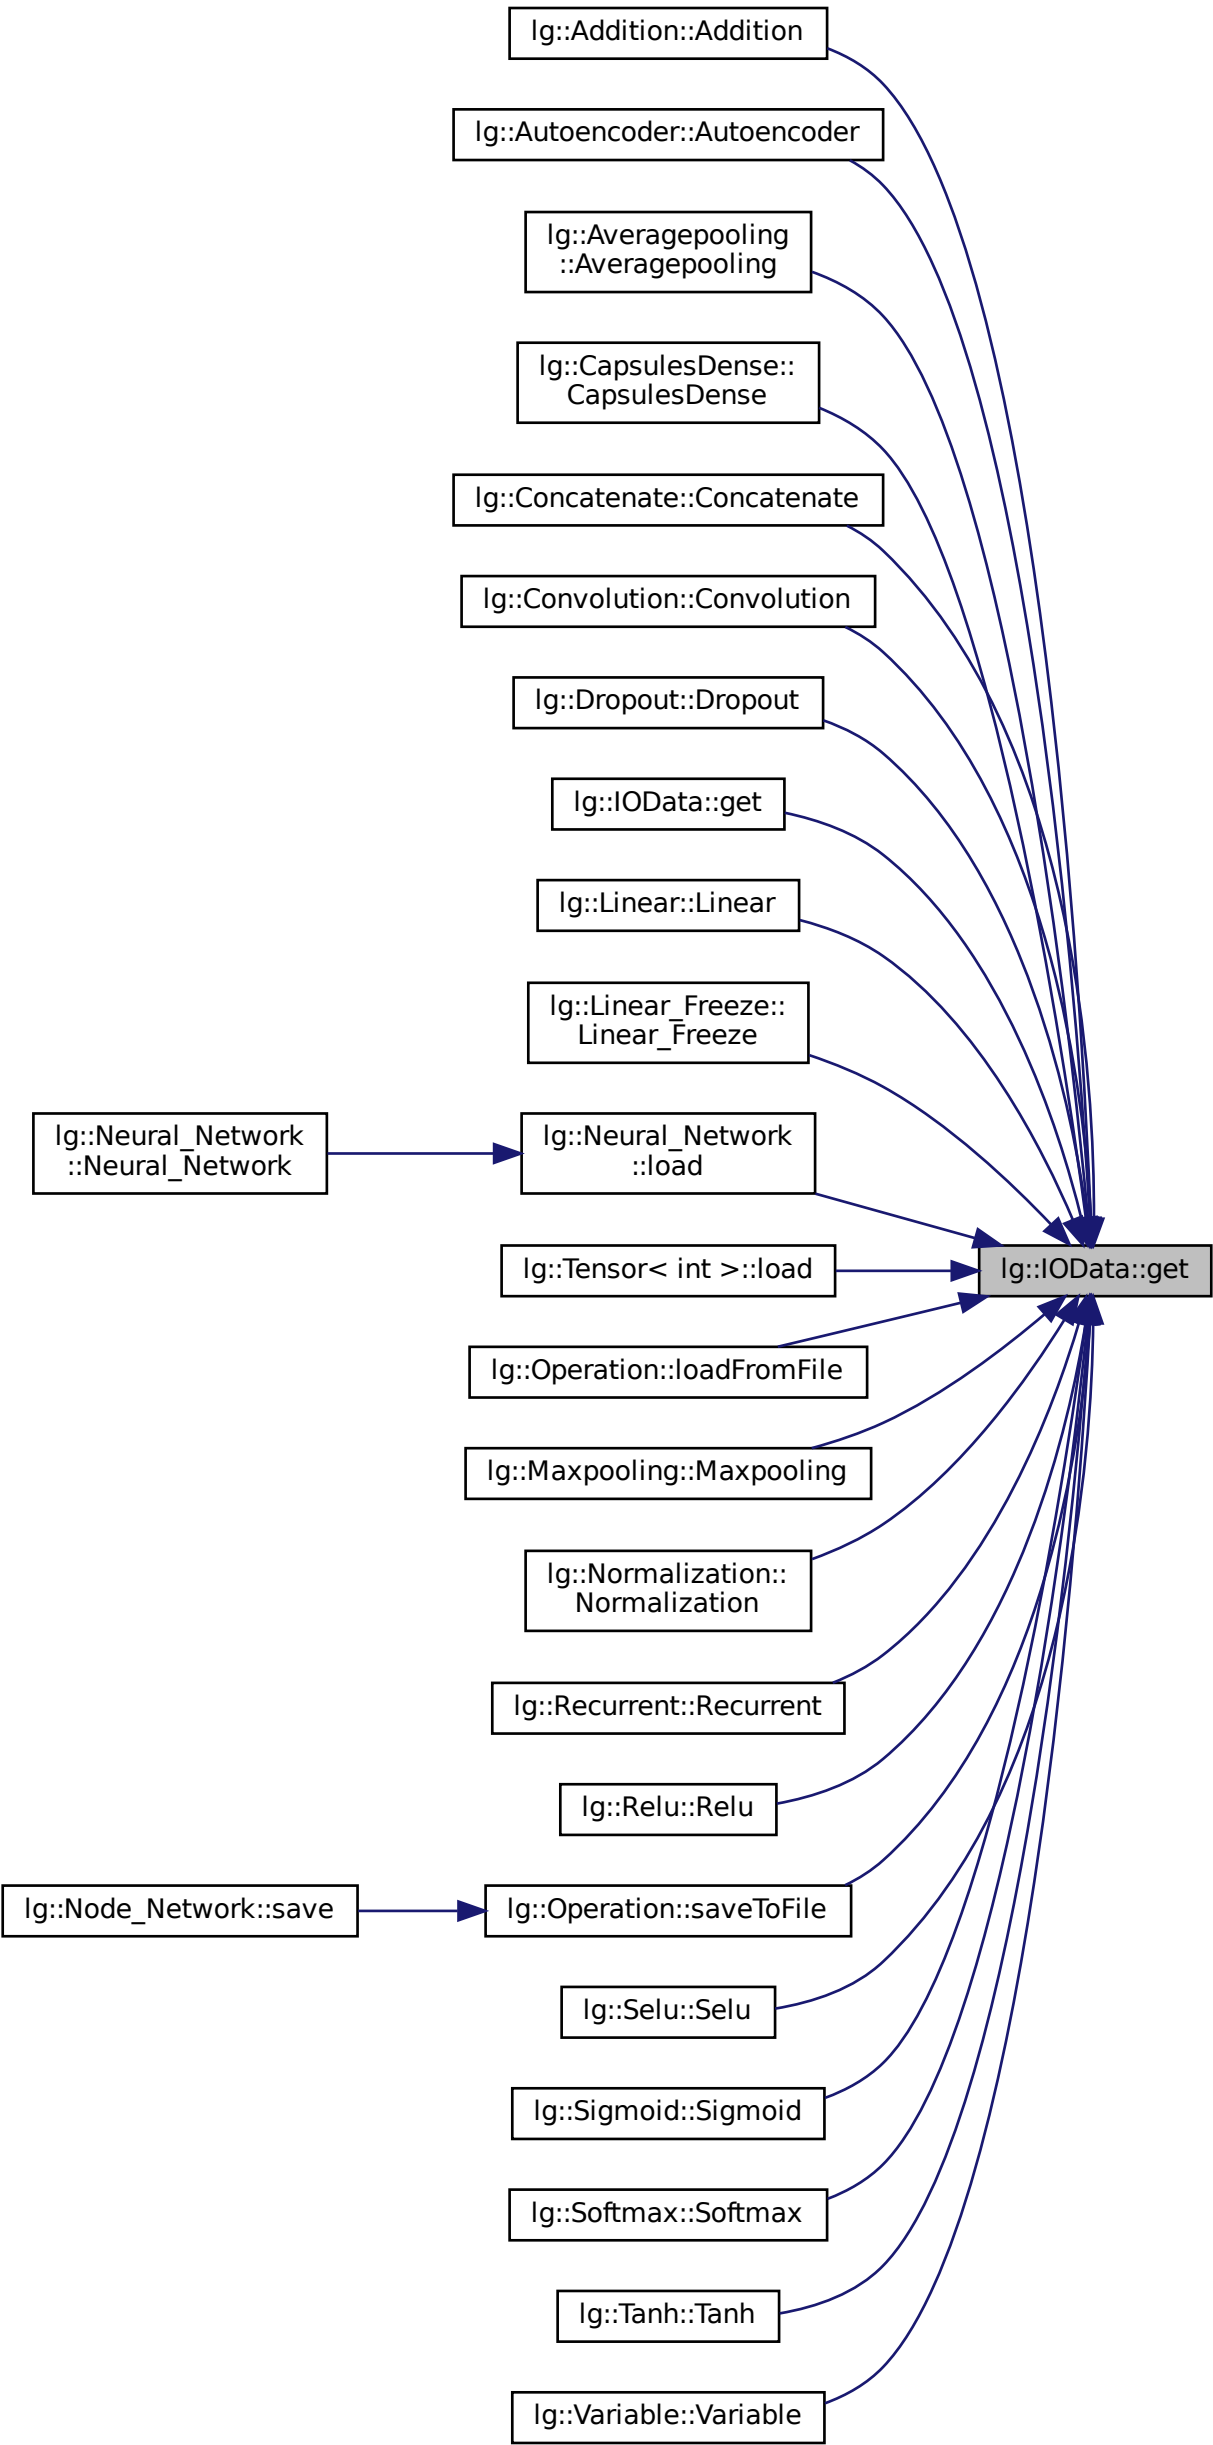 lg::Addition::Addition
lg::Autoencoder::Autoencoder
lg::Averagepooling
::Averagepooling
lg::CapsulesDense::
CapsulesDense
lg::Concatenate::Concatenate
lg::Convolution::Convolution
lg::Dropout::Dropout
lg::IOData::get
lg::Linear::Linear
lg::Linear_Freeze::
Linear_Freeze
lg::Neural_Network
::Neural_Network
lg::Neural_Network
::load
lg::Tensor< int >::load
lg::IOData::get
lg::Operation::loadFromFile
lg::Maxpooling::Maxpooling
lg::Normalization::
Normalization
lg::Recurrent::Recurrent
lg::Relu::Relu
lg::Node_Network::save
lg::Operation::saveToFile
lg::Selu::Selu
lg::Sigmoid::Sigmoid
lg::Softmax::Softmax
lg::Tanh::Tanh
lg::Variable::Variable